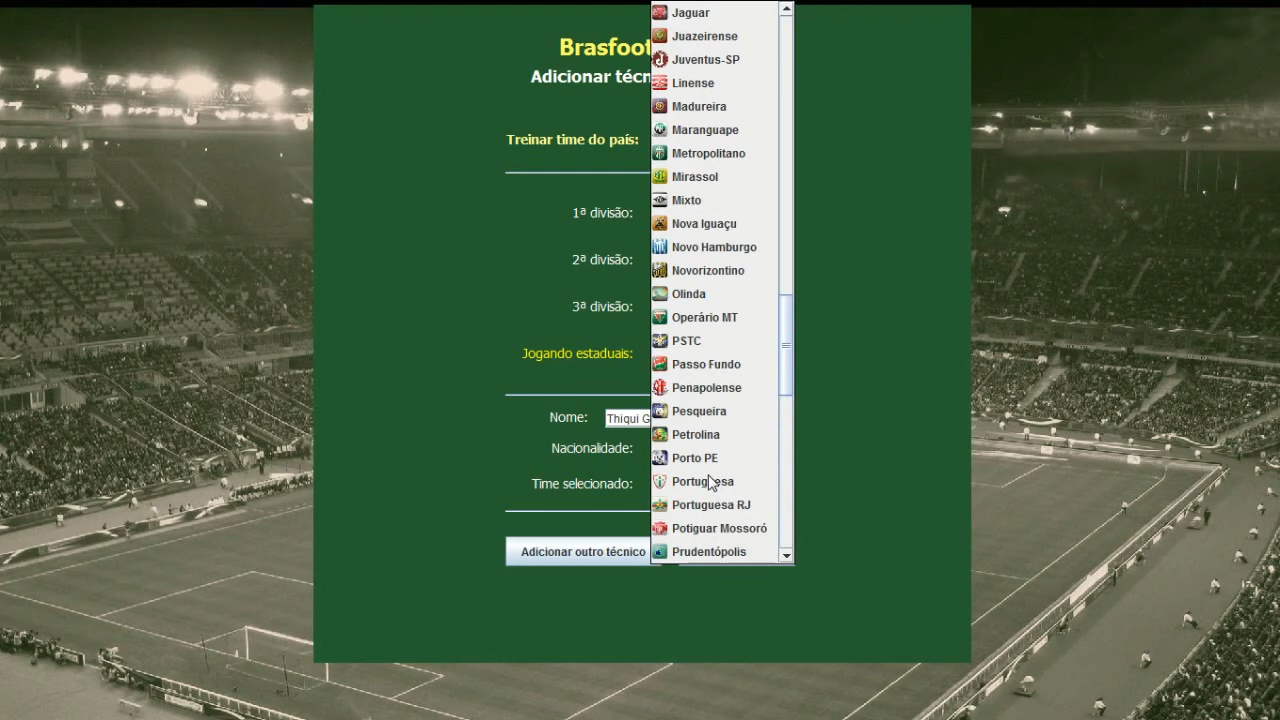 Brasfoot
Adicionar técn
Treinar time do país:
1ª divisão:
2ª divisão:
3ª divisão:
Jogando estaduais:
Nome: Thiqui G
Nacionalidade:
Time selecionado:
Adicionar outro técnico
Jaguar
Juazeirense
Juventus-SP
Linense
Madureira
Maranguape
Metropolitano
Mirassol
Mixto
Nova Iguaçu
Novo Hamburgo
Novorizontino
Olinda
Operário MT
PSTC
Passo Fundo
Penapolense
Pesqueira
Petrolina
Porto PE
Portuguesa
Portuguesa RJ
Potiguar Mossoró
Prudentópolis